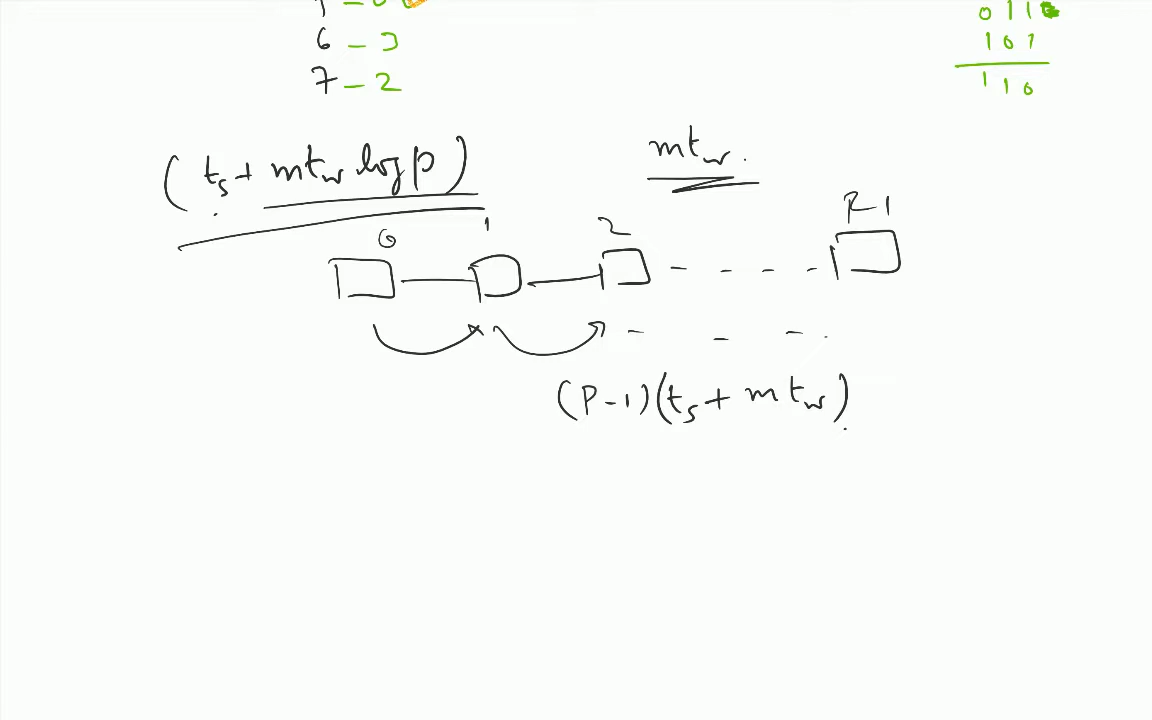 6 - 3
7 - 2
0 1 1
1 0 1
1 1 0
(ts + mtw log p)
mtw.
0 1 2 P-1
(P-1)(ts + mtw)